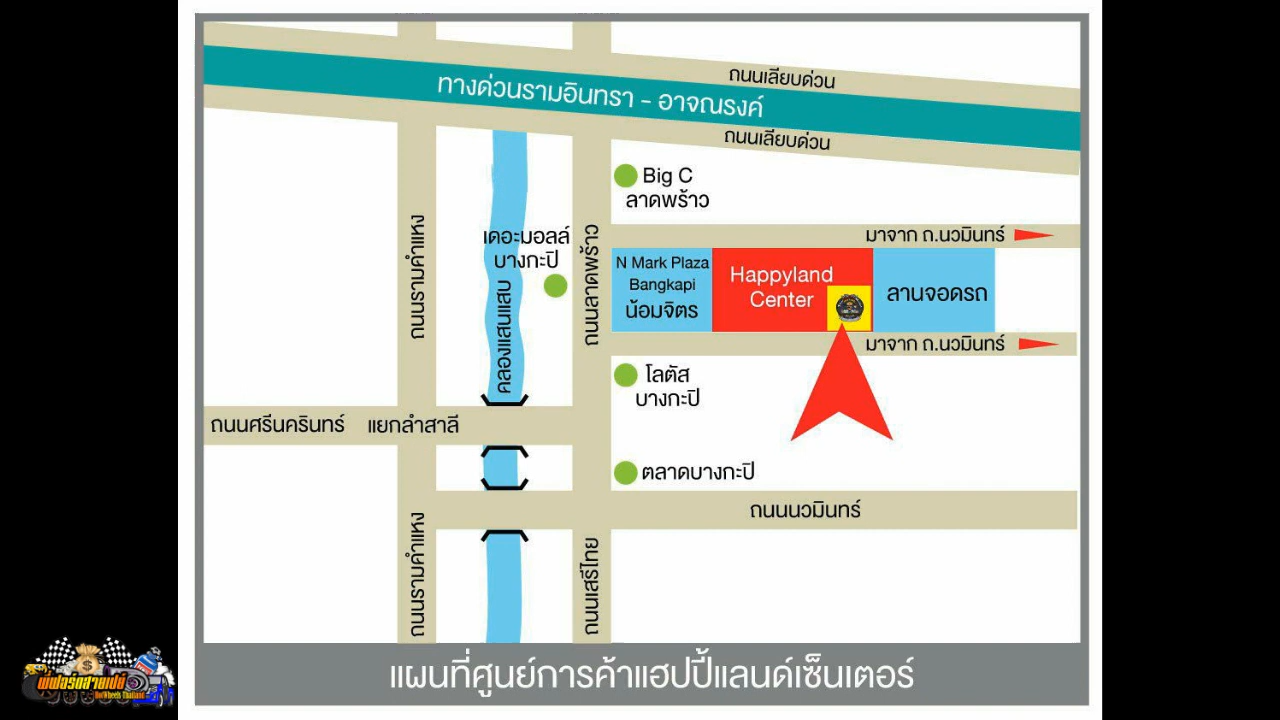 ถนนเลียบด่วน
ทางด่วนรามอินทรา - อาจณรงค์
ถนนเลียบด่วน
Big C
ลาดพร้าว
ถนนรามคำแหง
เดอะมอลล์
บางกะปิ
คลองแสนแสบ
ถนนลาดพร้าว
มาจาก ถ.นวมินทร์
N Mark Plaza
Bangkapi
น้อมจิตร
Happyland
Center
ลานจอดรถ
มาจาก ถ.นวมินทร์
โลตัส
บางกะปิ
ถนนศรีนครินทร์
แยกลำสาลี
ตลาดบางกะปิ
ถนนนวมินทร์
ถนนรามคำแหง
ถนนเสรีไทย
แผนที่ศูนย์การค้าแฮปปี้แลนด์เซ็นเตอร์
HotWheels Thailand